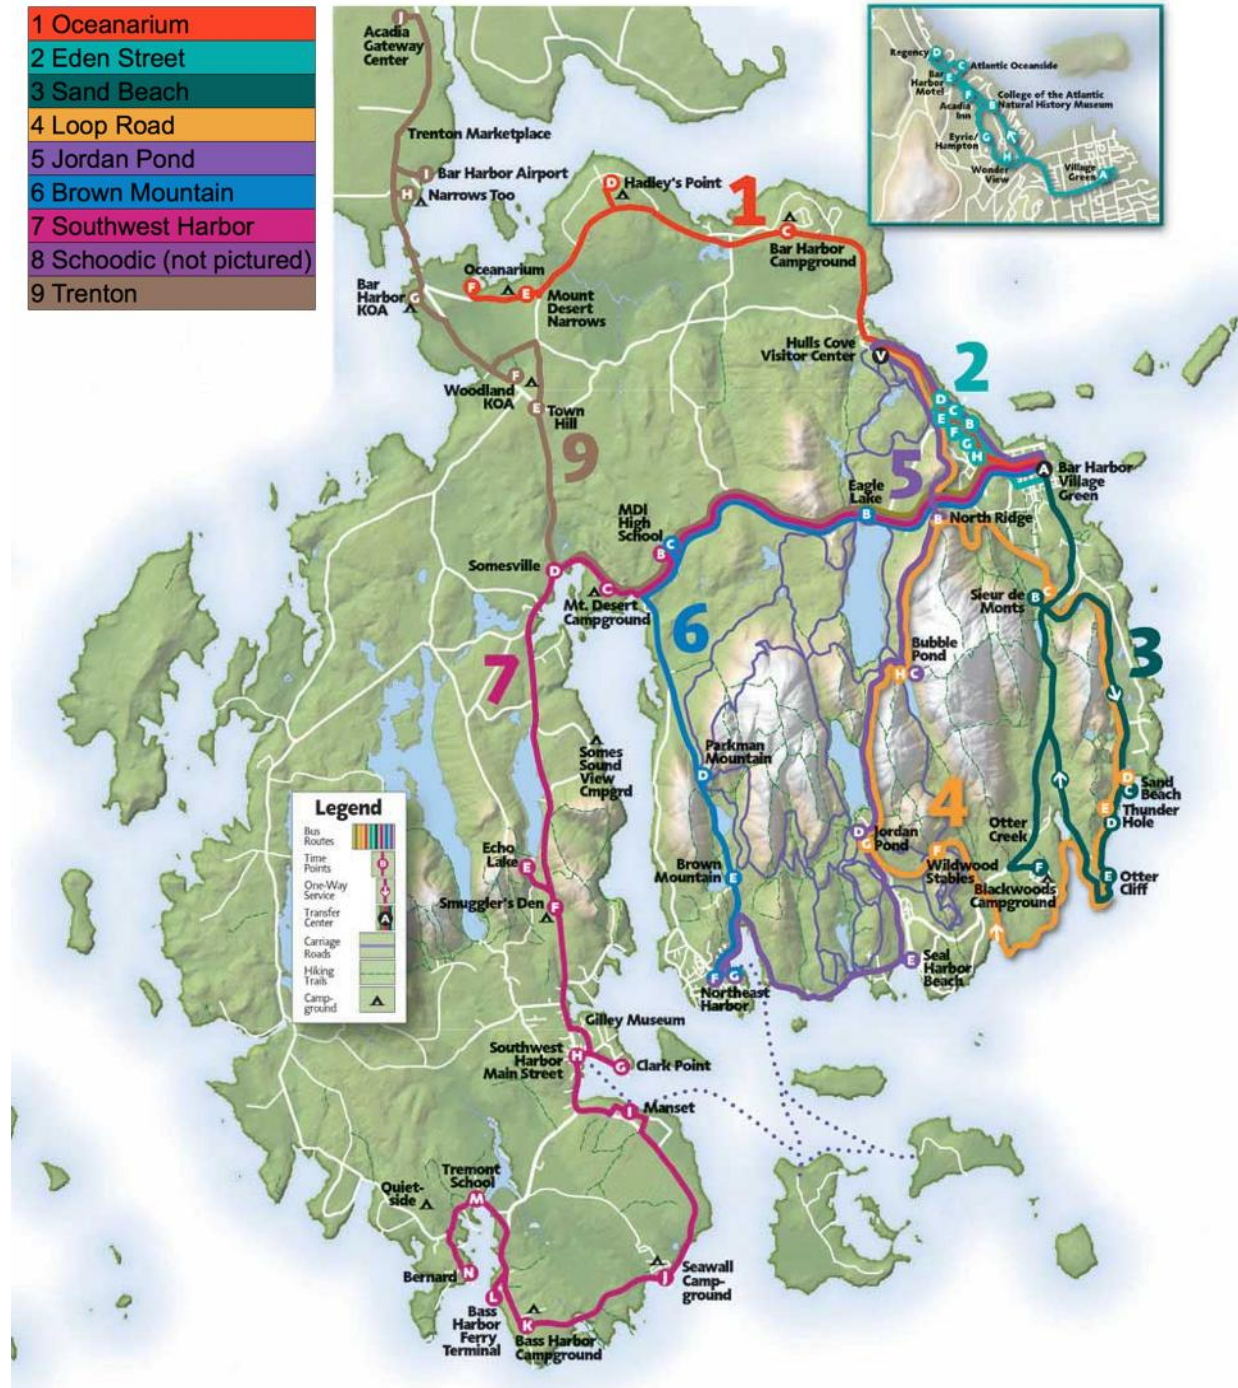 1 Oceanarium
2 Eden Street
3 Sand Beach
4 Loop Road
5 Jordan Pond
6 Brown Mountain
7 Southwest Harbor
8 Schoodic (not pictured)
9 Trenton
J
Acadia
Gateway
Center
Trenton Marketplace
I
Bar Harbor Airport
H
Narrows Too
D
Hadley's Point
1
C
Bar Harbor
Campground
Oceanarium
F
E
Mount
Desert
Narrows
Bar
Harbor
KOA
G
Woodland
KOA
F
E
Town
Hill
9
Regency
D
C
Atlantic Oceanside
Bar
Harbor
Motel
E
F
Acadia
Inn
B
College of the Atlantic
Natural History Museum
Eyrie/
Hampton
G
H
Wonder
View
Village
Green
A
Hulls Cove
Visitor Center
V
2
D
C
E
B
F
G
H
5
A
Bar Harbor
Village
Green
Eagle
Lake
B
B
North Ridge
MDI
High
School
C
B
Somesville
D
C
Mt. Desert
Campground
6
Sieur de
Monts
B
C
3
Bubble
Pond
H
C
7
Somes
Sound
View
Cmpgrd
Parkman
Mountain
D
D
Sand
Beach
C
E
Thunder
Hole
D
4
Otter
Creek
D
Jordan
Pond
G
F
Wildwood
Stables
F
Blackwoods
Campground
E
Otter
Cliff
Legend
Bus
Routes
Time
Points
B
One-Way
Service
Transfer
Center
A
Carriage
Roads
Hiking
Trails
Camp-
ground
Echo
Lake
E
Smuggler's Den
F
Brown
Mountain
E
E
Seal
Harbor
Beach
F
G
Northeast
Harbor
Gilley Museum
Southwest
Harbor
Main Street
H
G
Clark Point
I
Manset
Tremont
School
M
Quiet-
side
Bernard
N
L
Bass
Harbor
Ferry
Terminal
K
Bass Harbor
Campground
J
Seawall
Camp-
ground